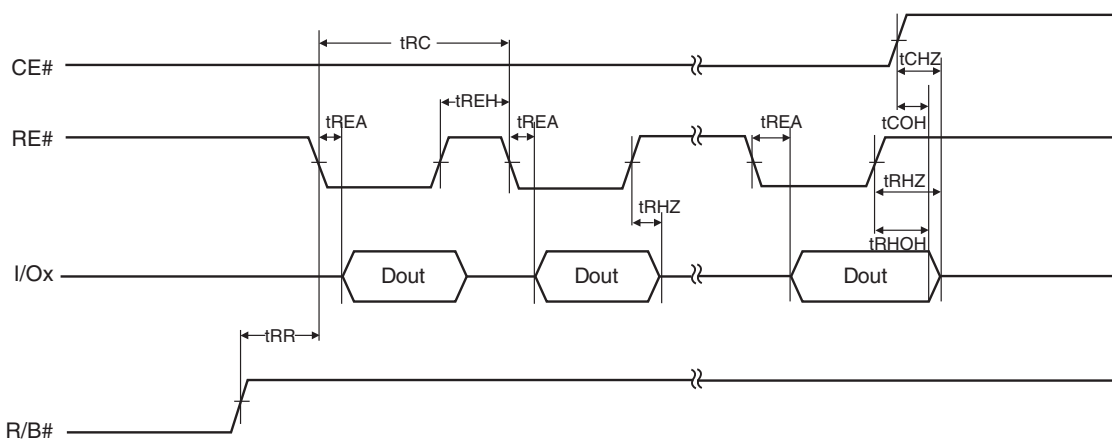 tRC
tCHZ
CE#
tREH
tREA
tREA
tREA
tCOH
RE#
tRHZ
tRHZ
tRHOH
I/Ox
Dout
Dout
Dout
tRR
R/B#